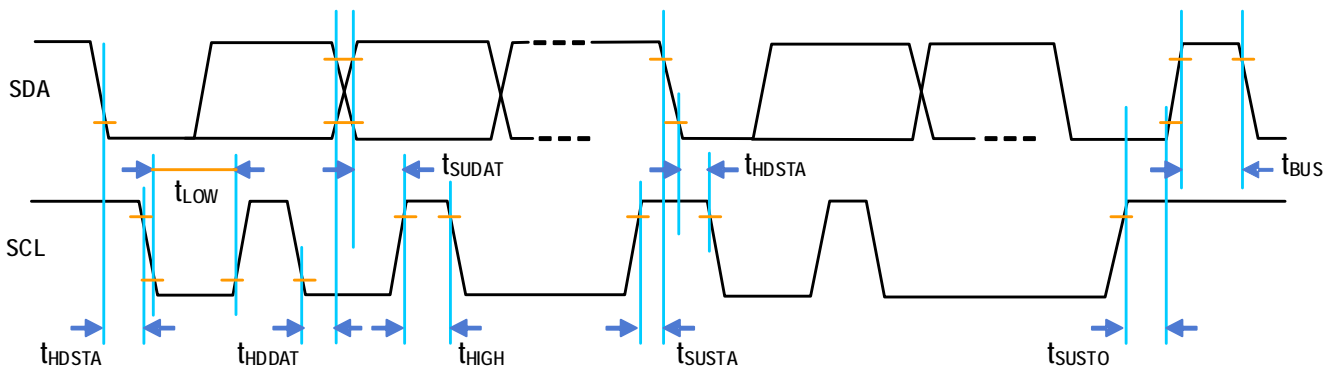 SDA
tSUDAT
tHDSTA
tBUS
tLOW
SCL
tHDSTA
tHDDAT
tHIGH
tSUSTA
tSUSTO